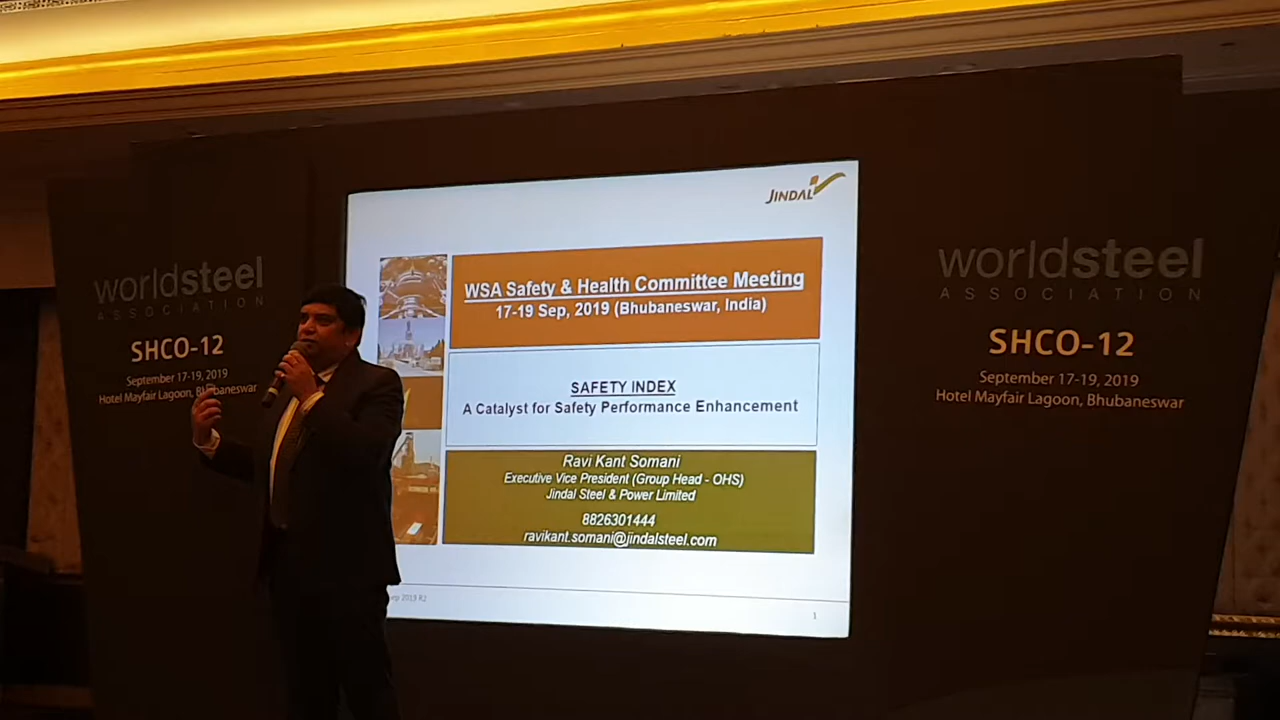 worldsteel
ASSOCIATION
SHCO-12
September 17-19, 2019
Hotel Mayfair Lagoon, Bhubaneswar
JINDAL
WSA Safety & Health Committee Meeting
17-19 Sep, 2019 (Bhubaneswar, India)
SAFETY INDEX
A Catalyst for Safety Performance Enhancement
Ravi Kant Somani
Executive Vice President (Group Head - OHS)
Jindal Steel & Power Limited
8826301444
ravikant.somani@jindalsteel.com
2019 R2
1
worldsteel
ASSOCIATION
SHCO-12
September 17-19, 2019
Hotel Mayfair Lagoon, Bhubaneswar